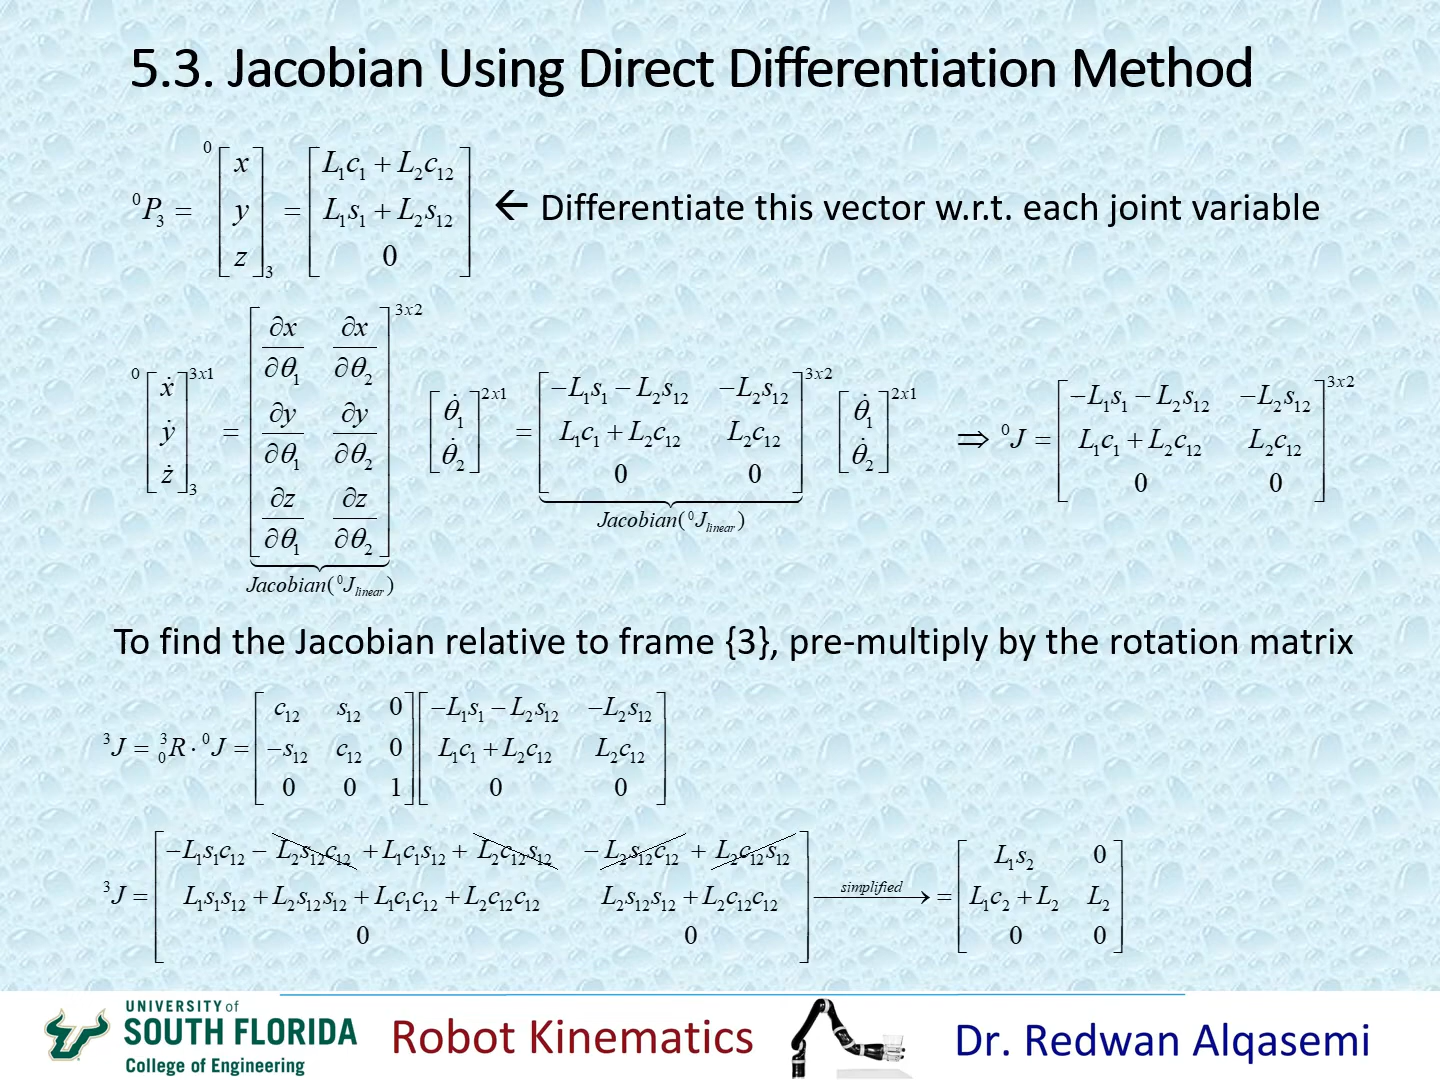 5.3. Jacobian Using Direct Differentiation Method
⁰P₃ = ⁰[x; y; z]₃ = [L₁c₁ + L₂c₁₂; L₁s₁ + L₂s₁₂; 0] ← Differentiate this vector w.r.t. each joint variable
⁰[ẋ; ẏ; ż]₃ ³ˣ¹ = [∂x/∂θ₁ ∂x/∂θ₂; ∂y/∂θ₁ ∂y/∂θ₂; ∂z/∂θ₁ ∂z/∂θ₂] ³ˣ² [θ̇₁; θ̇₂] ²ˣ¹ = [−L₁s₁ − L₂s₁₂ −L₂s₁₂; L₁c₁ + L₂c₁₂ L₂c₁₂; 0 0] ³ˣ² [θ̇₁; θ̇₂] ²ˣ¹ ⇒ ⁰J = [−L₁s₁ − L₂s₁₂ −L₂s₁₂; L₁c₁ + L₂c₁₂ L₂c₁₂; 0 0] ³ˣ²
Jacobian(⁰J linear)
Jacobian(⁰J linear)
To find the Jacobian relative to frame {3}, pre-multiply by the rotation matrix
³J = ³₀R · ⁰J = [c₁₂ s₁₂ 0; −s₁₂ c₁₂ 0; 0 0 1] [−L₁s₁ − L₂s₁₂ −L₂s₁₂; L₁c₁ + L₂c₁₂ L₂c₁₂; 0 0]
³J = [−L₁s₁c₁₂ − L₂s₁₂c₁₂ + L₁c₁s₁₂ + L₂c₁₂s₁₂ − L₂s₁₂c₁₂ + L₂c₁₂s₁₂; L₁s₁s₁₂ + L₂s₁₂s₁₂ + L₁c₁c₁₂ + L₂c₁₂c₁₂ L₂s₁₂s₁₂ + L₂c₁₂c₁₂; 0 0] simplified → = [L₁s₂ 0; L₁c₂ + L₂ L₂; 0 0]
UNIVERSITY of
SOUTH FLORIDA
College of Engineering
Robot Kinematics
Dr. Redwan Alqasemi